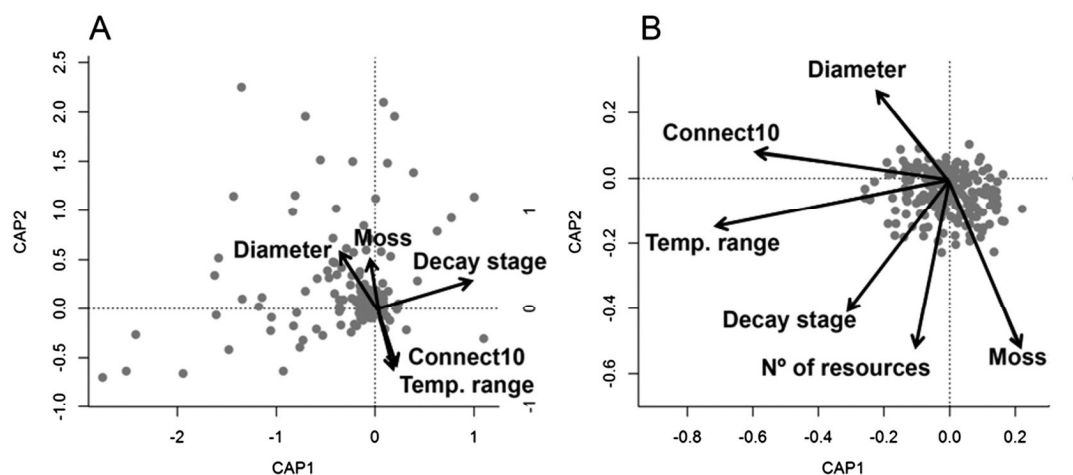 A
2.5
2.0
1.5
1.0
0.5
0.0
-0.5
-1.0
CAP2
Diameter
Moss
Decay stage
Connect10
Temp. range
1
0
-1
-2
-1
0
1
CAP1
B
0.2
0.0
-0.2
-0.4
-0.6
CAP2
Diameter
Connect10
Temp. range
Decay stage
Nº of resources
Moss
-0.8
-0.6
-0.4
-0.2
0.0
0.2
CAP1